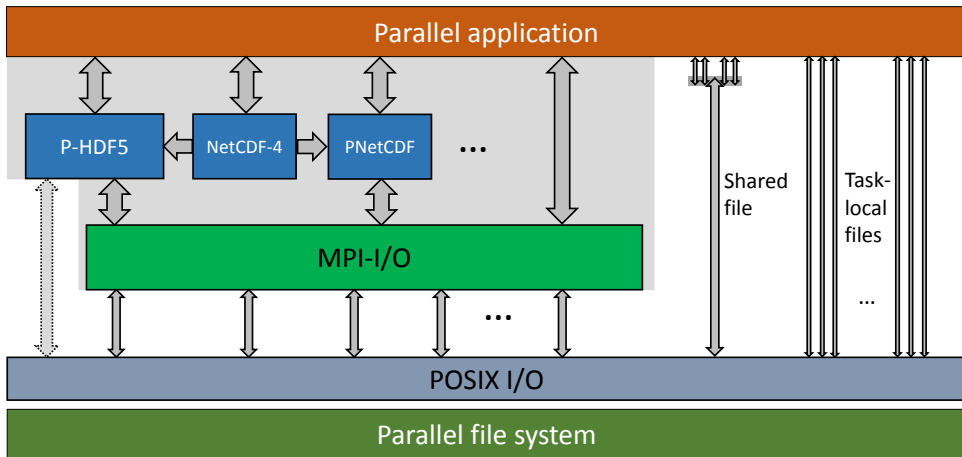 Parallel application
P-HDF5
NetCDF-4
PNetCDF
...
Shared
file
Task-
local
files
MPI-I/O
...
...
POSIX I/O
Parallel file system